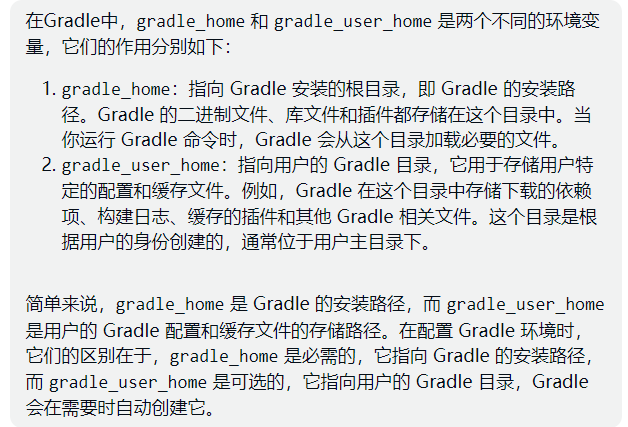 在Gradle中，gradle_home 和 gradle_user_home 是两个不同的环境变
量，它们的作用分别如下：
1. gradle_home：指向 Gradle 安装的根目录，即 Gradle 的安装路
径。Gradle 的二进制文件、库文件和插件都存储在这个目录中。当
你运行 Gradle 命令时，Gradle 会从这个目录加载必要的文件。
2. gradle_user_home：指向用户的 Gradle 目录，它用于存储用户特
定的配置和缓存文件。例如，Gradle 在这个目录中存储下载的依赖
项、构建日志、缓存的插件和其他 Gradle 相关文件。这个目录是根
据用户的身份创建的，通常位于用户主目录下。
简单来说，gradle_home 是 Gradle 的安装路径，而 gradle_user_home
是用户的 Gradle 配置和缓存文件的存储路径。在配置 Gradle 环境时，
它们的区别在于，gradle_home 是必需的，它指向 Gradle 的安装路径，
而 gradle_user_home 是可选的，它指向用户的 Gradle 目录，Gradle
会在需要时自动创建它。